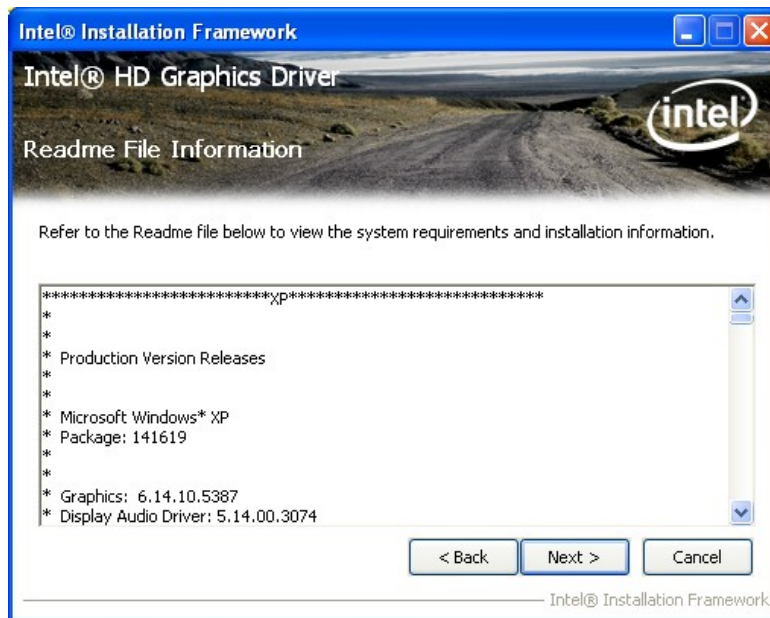 Intel® Installation Framework
Intel® HD Graphics Driver
intel
Readme File Information
Refer to the Readme file below to view the system requirements and installation information.
***************************XP******************************
*
*
* Production Version Releases
*
*
* Microsoft Windows* XP
* Package: 141619
*
*
* Graphics: 6.14.10.5387
* Display Audio Driver: 5.14.00.3074
< Back
Next >
Cancel
Intel® Installation Framework